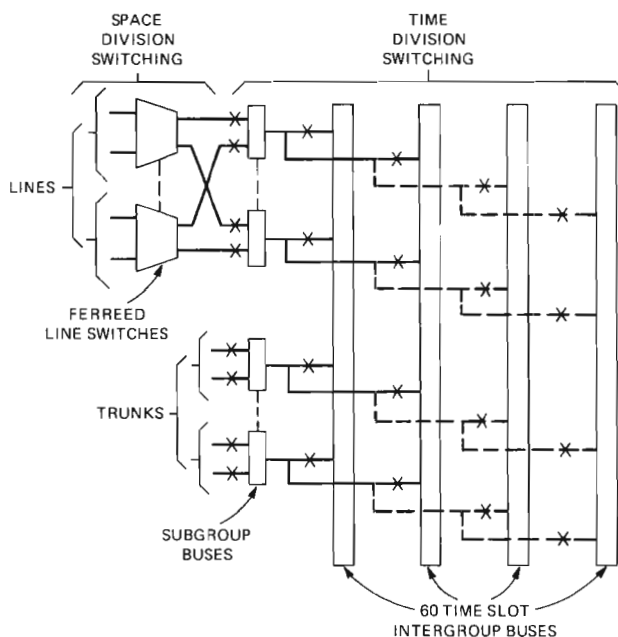 SPACE
DIVISION
SWITCHING
TIME
DIVISION
SWITCHING
LINES
FERREED
LINE SWITCHES
TRUNKS
SUBGROUP
BUSES
60 TIME SLOT
INTERGROUP BUSES